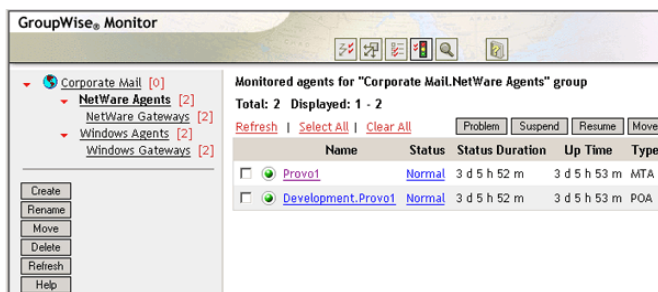 GroupWise® Monitor
Corporate Mail [0]
NetWare Agents [2]
NetWare Gateways [2]
Windows Agents [2]
Windows Gateways [2]
Create
Rename
Move
Delete
Refresh
Help
Monitored agents for "Corporate Mail.NetWare Agents" group
Total: 2 Displayed: 1 - 2
Refresh | Select All | Clear All Problem Suspend Resume Move
Name Status Status Duration Up Time Type
Provo1 Normal 3 d 5 h 52 m 3 d 5 h 53 m MTA
Development.Provo1 Normal 3 d 5 h 52 m 3 d 5 h 53 m POA